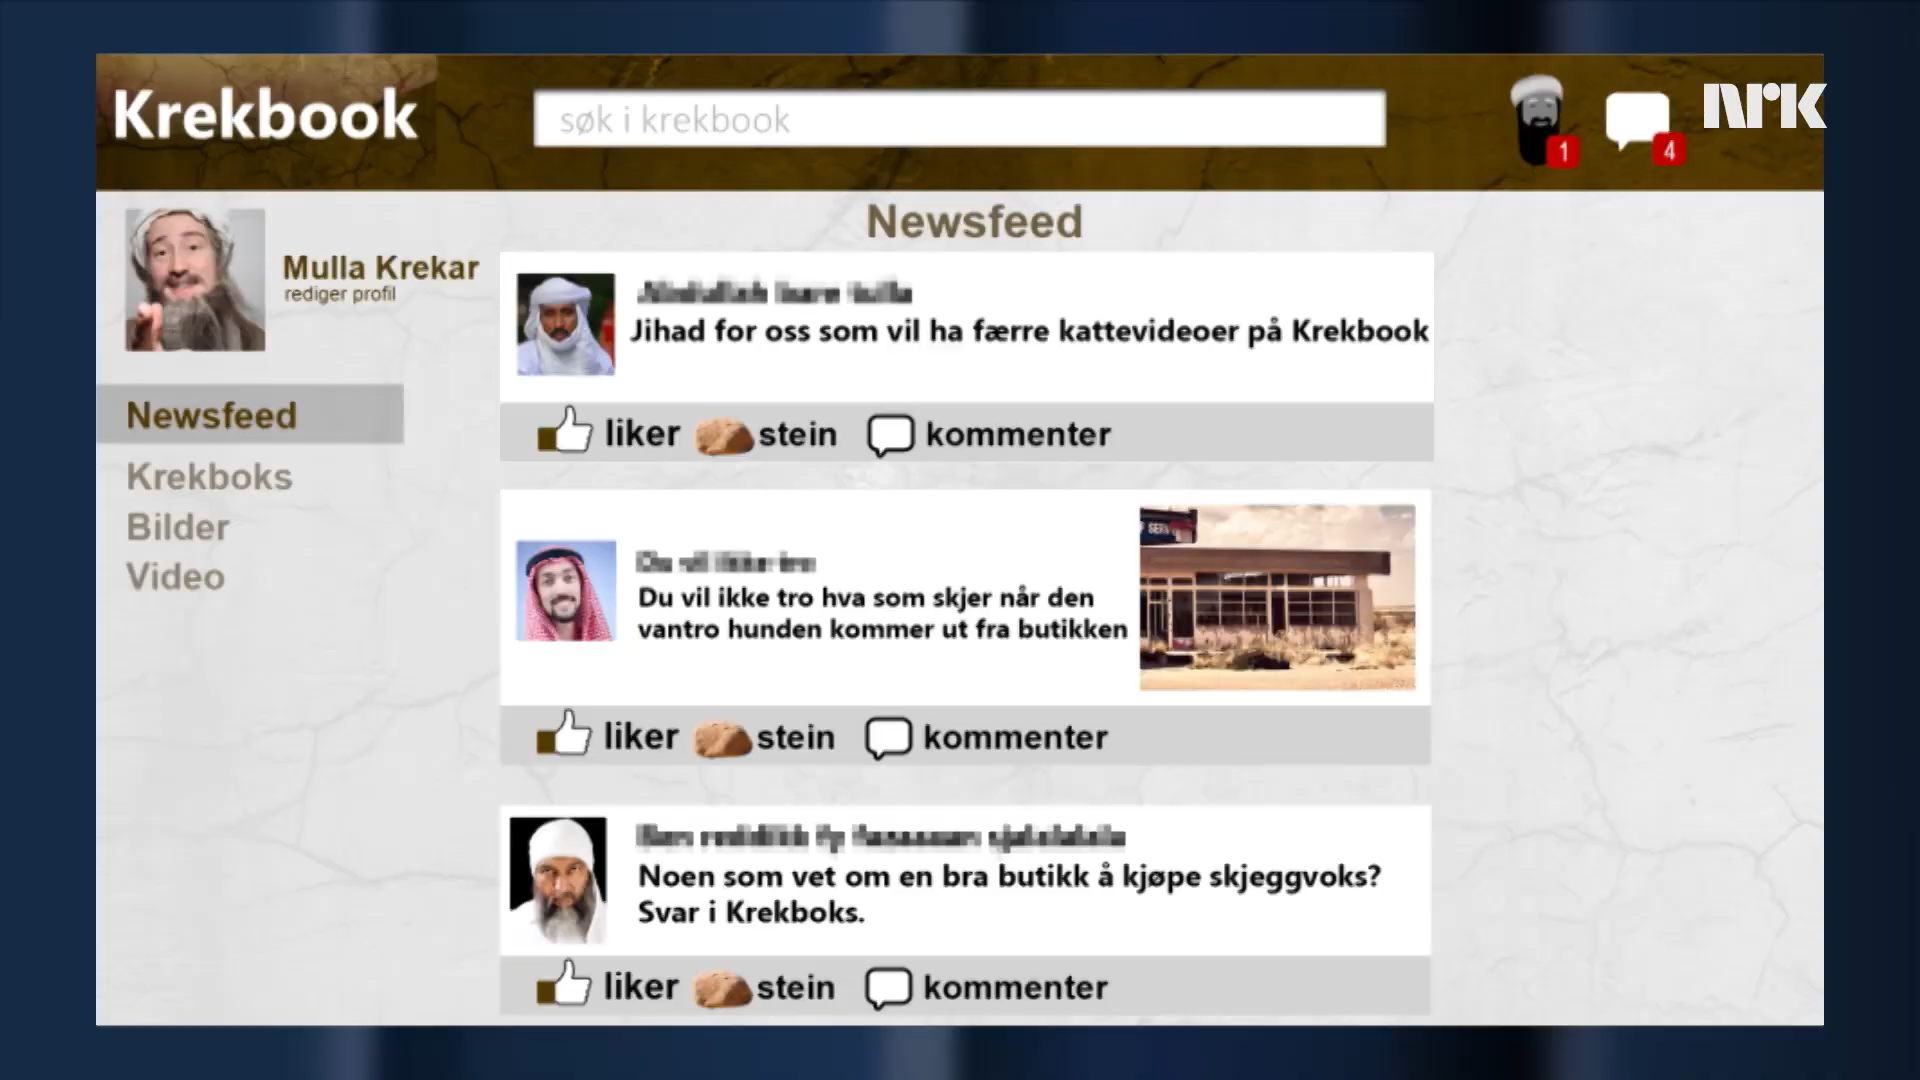 Krekbook
søk i krekbook
1
4
NRK
Mulla Krekar
rediger profil
Newsfeed
Krekboks
Bilder
Video
Newsfeed
Jihad for oss som vil ha færre kattevideoer på Krekbook
liker stein kommenter
Du vil ikke tro hva som skjer når den
vantro hunden kommer ut fra butikken
liker stein kommenter
Noen som vet om en bra butikk å kjøpe skjeggvoks?
Svar i Krekboks.
liker stein kommenter